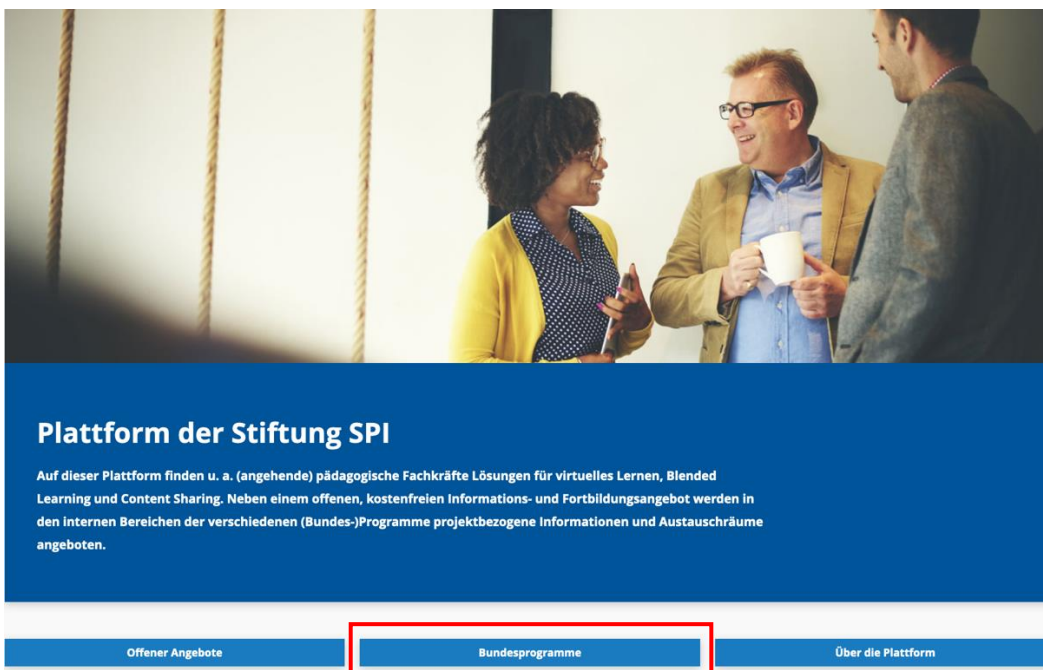 Plattform der Stiftung SPI
Auf dieser Plattform finden u. a. (angehende) pädagogische Fachkräfte Lösungen für virtuelles Lernen, Blended
Learning und Content Sharing. Neben einem offenen, kostenfreien Informations- und Fortbildungsangebot werden in
den internen Bereichen der verschiedenen (Bundes-)Programme projektbezogene Informationen und Austauschräume
angeboten.
Offener Angebote
Bundesprogramme
Über die Plattform